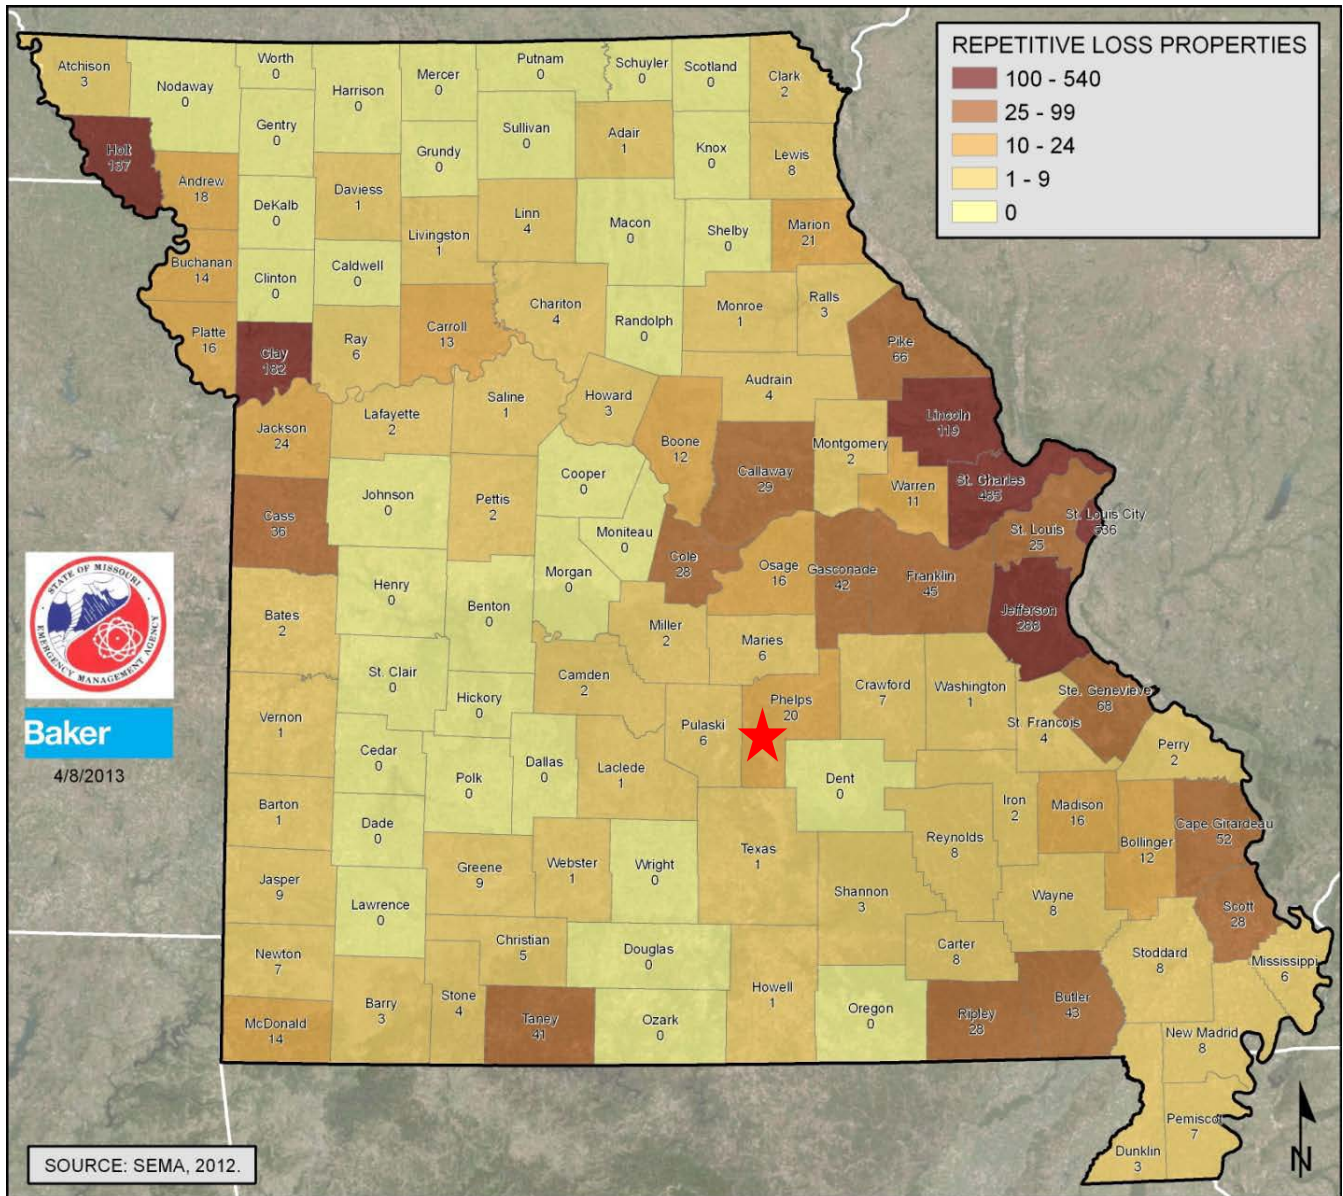 REPETITIVE LOSS PROPERTIES
100 - 540
25 - 99
10 - 24
1 - 9
0
Atchison
3
Nodaway
0
Worth
0
Harrison
0
Mercer
0
Putnam
0
Schuyler
0
Scotland
0
Clark
2
Gentry
0
Sullivan
0
Adair
1
Knox
0
Lewis
8
Holt
137
Andrew
18
DeKalb
0
Daviess
1
Grundy
0
Linn
4
Macon
0
Shelby
0
Marion
21
Livingston
1
Buchanan
14
Clinton
0
Caldwell
0
Chariton
4
Randolph
0
Monroe
1
Ralls
3
Platte
16
Clay
182
Ray
6
Carroll
13
Pike
66
Audrain
4
Howard
3
Saline
1
Lafayette
2
Jackson
24
Boone
12
Callaway
29
Montgomery
2
Lincoln
119
Warren
11
St. Charles
485
St. Louis City
536
St. Louis
25
Cooper
0
Johnson
0
Pettis
2
Moniteau
0
Cass
36
Cole
28
Osage
16
Gasconade
42
Franklin
45
Jefferson
288
Morgan
0
Henry
0
Benton
0
Bates
2
Miller
2
Maries
6
St. Clair
0
Hickory
0
Camden
2
Phelps
20
Crawford
7
Washington
1
Ste. Genevieve
68
St. Francois
4
Perry
2
Vernon
1
Pulaski
6
Cedar
0
Polk
0
Dallas
0
Laclede
1
Dent
0
Iron
2
Madison
16
Bollinger
12
Cape Girardeau
52
Barton
1
Dade
0
Reynolds
8
Jasper
9
Greene
9
Webster
1
Wright
0
Texas
1
Shannon
3
Wayne
8
Scott
28
Lawrence
0
Christian
5
Douglas
0
Carter
8
Stoddard
8
Mississippi
6
Newton
7
Barry
3
Stone
4
Taney
41
Ozark
0
Howell
1
Oregon
0
Ripley
28
Butler
43
McDonald
14
New Madrid
8
Pemiscot
7
Dunklin
3
STATE OF MISSOURI
EMERGENCY MANAGEMENT AGENCY
Baker
4/8/2013
SOURCE: SEMA, 2012.
N